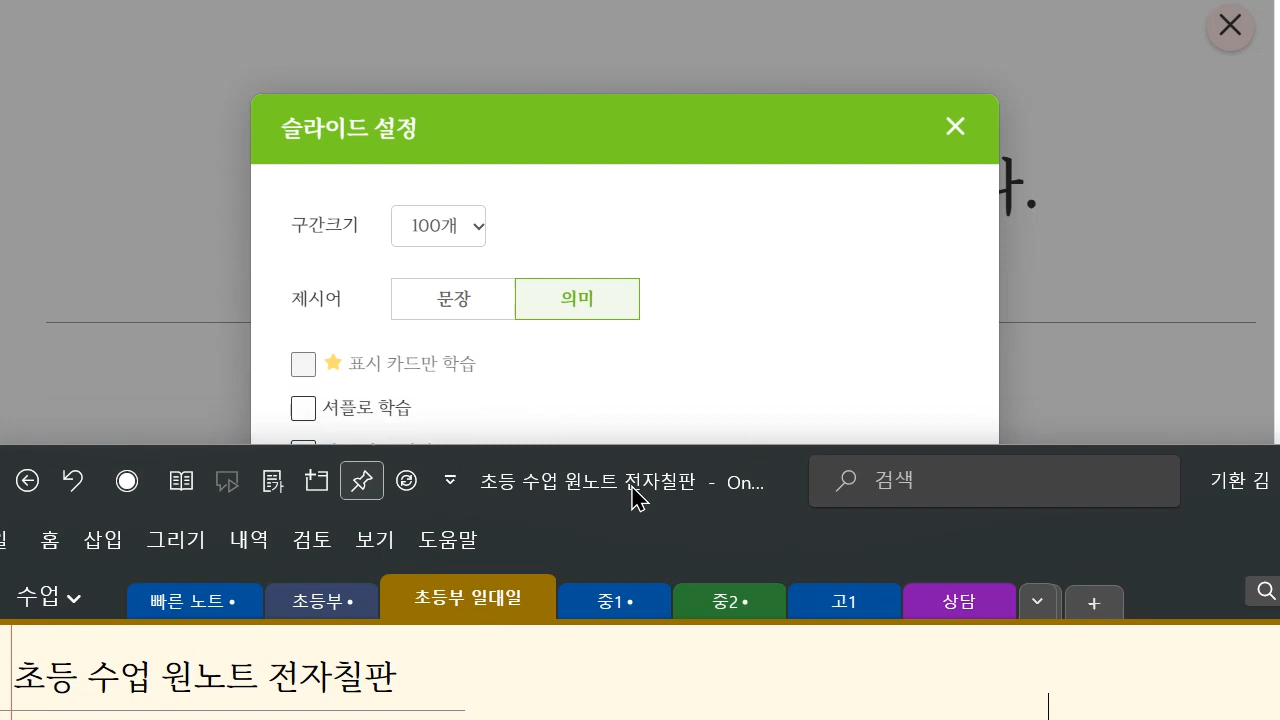 슬라이드 설정
다.
구간크기 100개
제시어 문장 의미
표시 카드만 학습
셔플로 학습
초등 수업 원노트 전자칠판 - On...
검색
기환 김
홈 삽입 그리기 내역 검토 보기 도움말
수업
빠른 노트 •
초등부 •
초등부 일대일
중1 •
중2 •
고1
상담
+
초등 수업 원노트 전자칠판